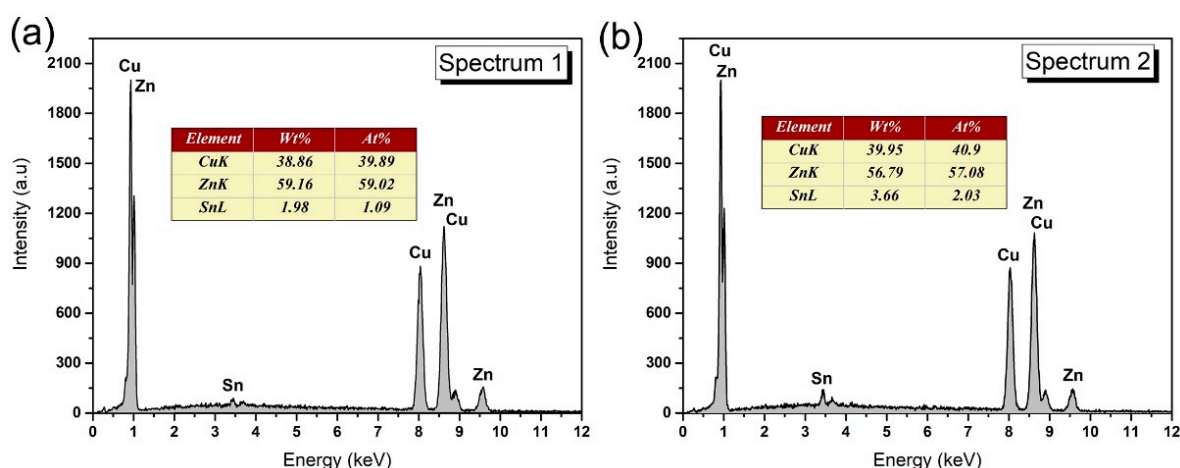 (a)
Spectrum 1
Intensity (a.u)
2100
1800
1500
1200
900
600
300
0
Cu
Zn
Element Wt% At%
CuK 38.86 39.89
ZnK 59.16 59.02
SnL 1.98 1.09
Sn
Cu
Zn
Cu
Zn
0 1 2 3 4 5 6 7 8 9 10 11 12
Energy (keV)
(b)
Spectrum 2
Intensity (a.u)
2100
1800
1500
1200
900
600
300
0
Cu
Zn
Element Wt% At%
CuK 39.95 40.9
ZnK 56.79 57.08
SnL 3.66 2.03
Sn
Cu
Zn
Cu
Zn
0 1 2 3 4 5 6 7 8 9 10 11 12
Energy (keV)